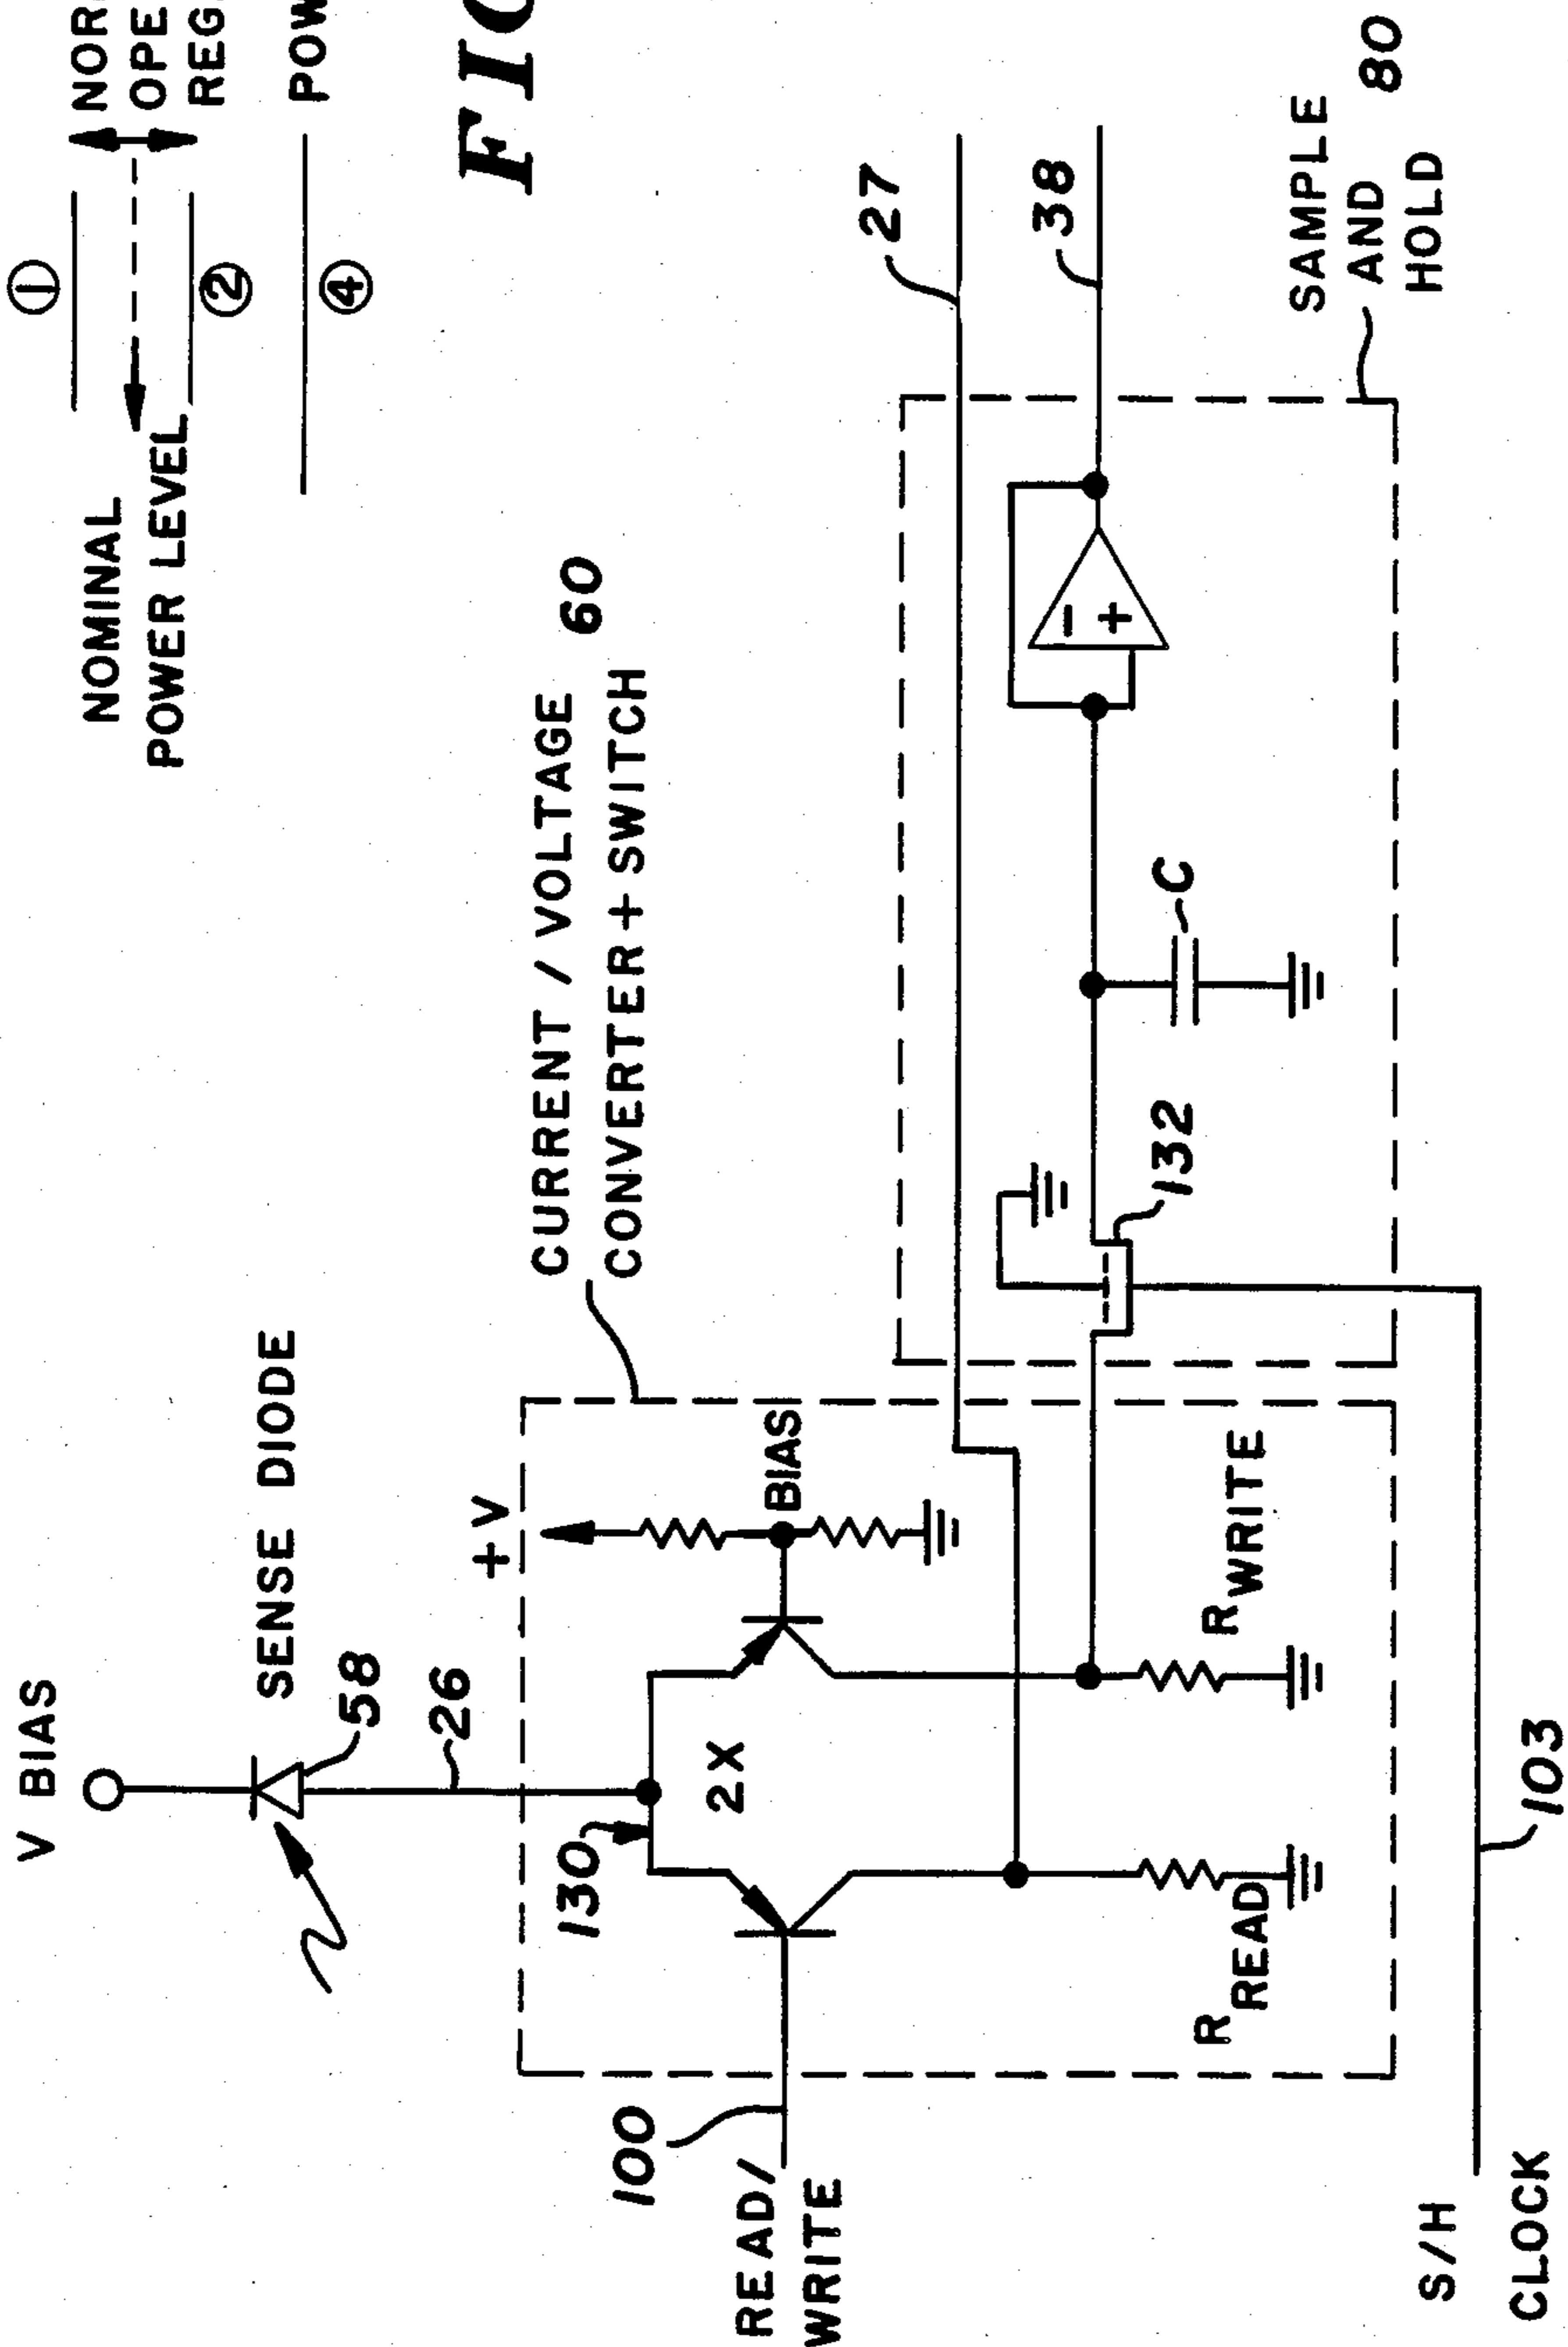 V BIAS
SENSE DIODE
58
26
+V
CURRENT / VOLTAGE 60
CONVERTER + SWITCH
130
2X
BIAS
READ/
WRITE
100
R READ
R WRITE
S/H
CLOCK
103
132
C
27
38
SAMPLE
AND 80
HOLD
− +
NOMINAL
POWER LEVEL
①
②
④